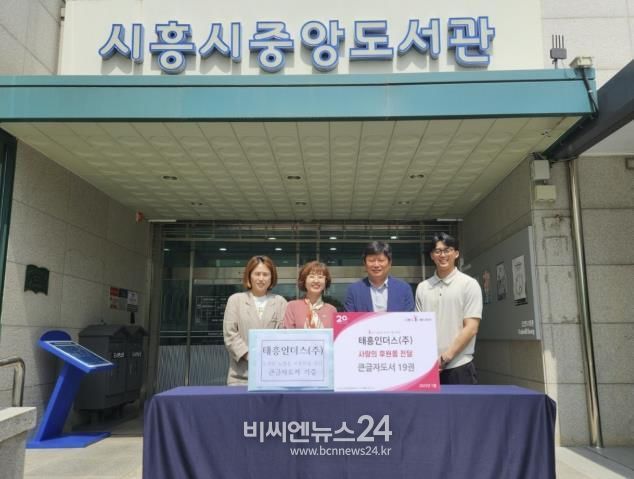 시흥시중앙도서관
20
태흥인더스(주)
사랑의 후원품 전달
큰글자도서 19권
태흥인더스(주)
큰글자도서 기증
비씨엔뉴스24
www.bcnnews24.kr